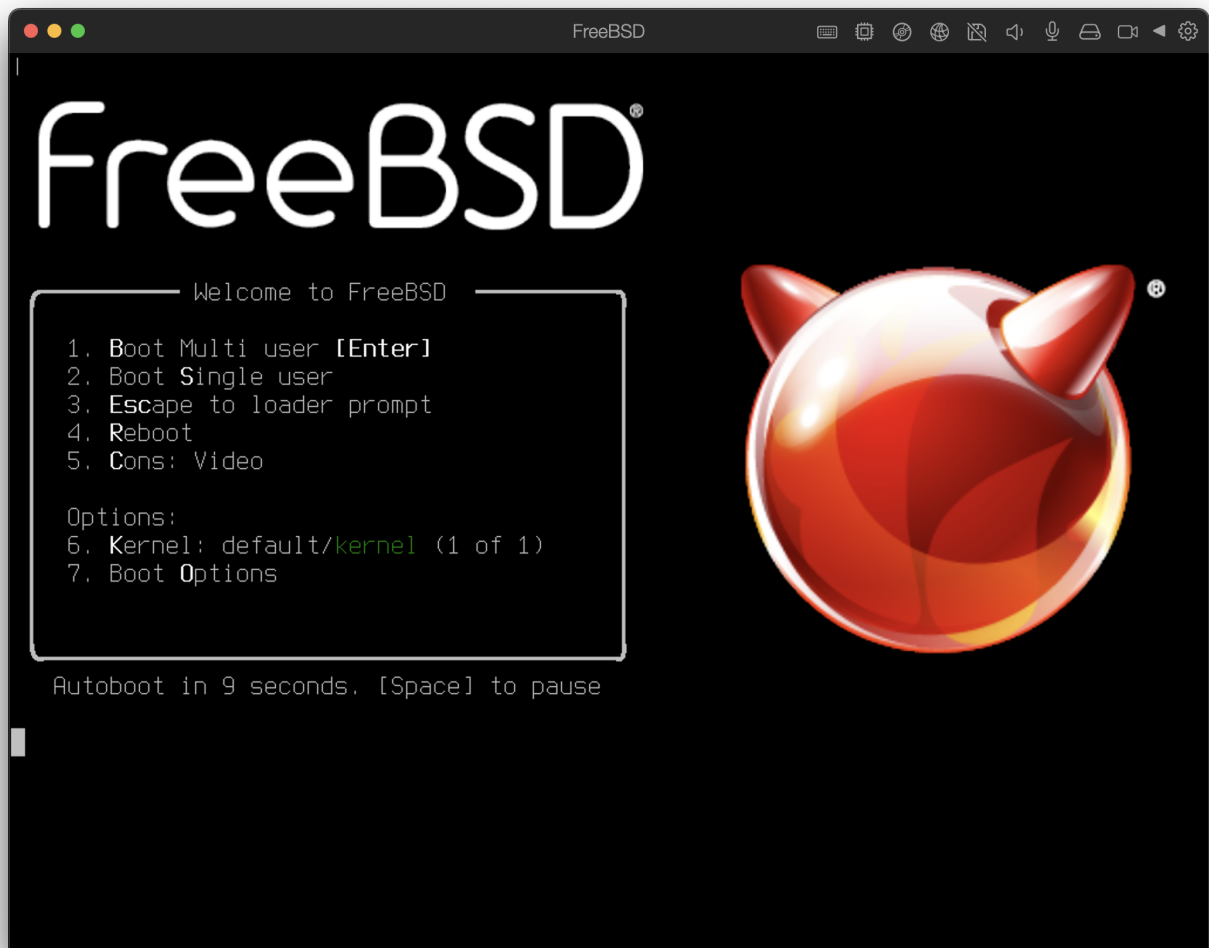 FreeBSD
FreeBSD®
Welcome to FreeBSD
1. Boot Multi user [Enter]
2. Boot Single user
3. Escape to loader prompt
4. Reboot
5. Cons: Video
Options:
6. Kernel: default/kernel (1 of 1)
7. Boot Options
Autoboot in 9 seconds. [Space] to pause
®